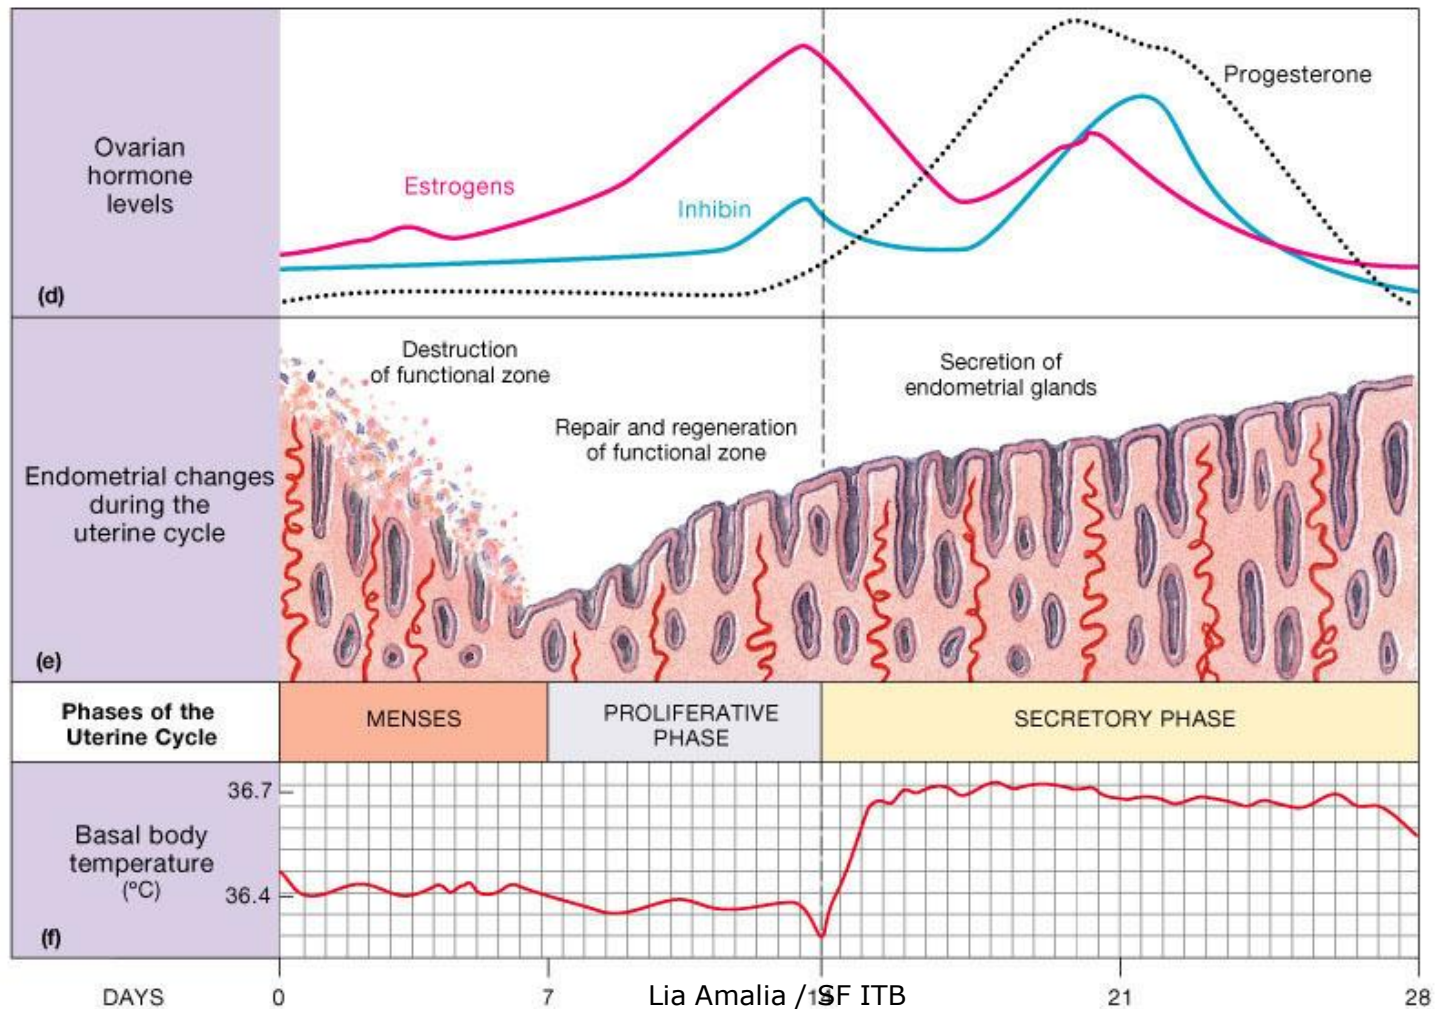 Ovarian
hormone
levels
(d)
Estrogens
Inhibin
Progesterone
Endometrial changes
during the
uterine cycle
(e)
Destruction
of functional zone
Repair and regeneration
of functional zone
Secretion of
endometrial glands
Phases of the
Uterine Cycle
MENSES
PROLIFERATIVE
PHASE
SECRETORY PHASE
Basal body
temperature
(°C)
(f)
36.7
36.4
DAYS
0
7
21
28
Lia Amalia / SF ITB